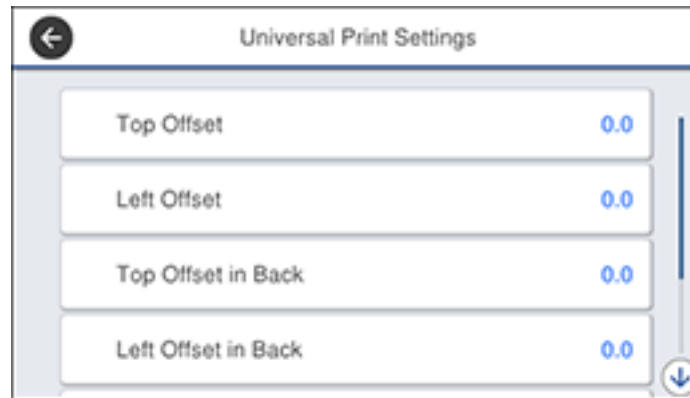 Universal Print Settings
Top Offset 0.0
Left Offset 0.0
Top Offset in Back 0.0
Left Offset in Back 0.0